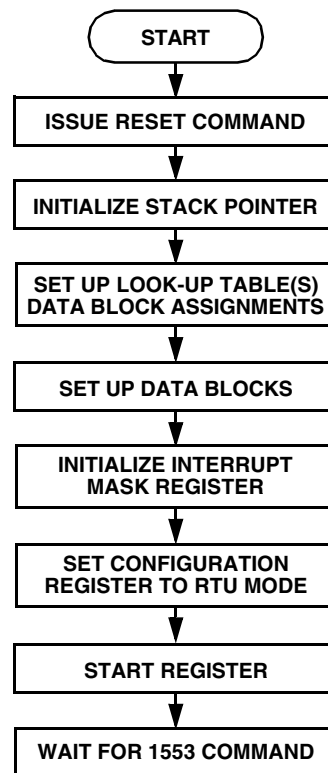 START
ISSUE RESET COMMAND
INITIALIZE STACK POINTER
SET UP LOOK-UP TABLE(S)
DATA BLOCK ASSIGNMENTS
SET UP DATA BLOCKS
INITIALIZE INTERRUPT
MASK REGISTER
SET CONFIGURATION
REGISTER TO RTU MODE
START REGISTER
WAIT FOR 1553 COMMAND